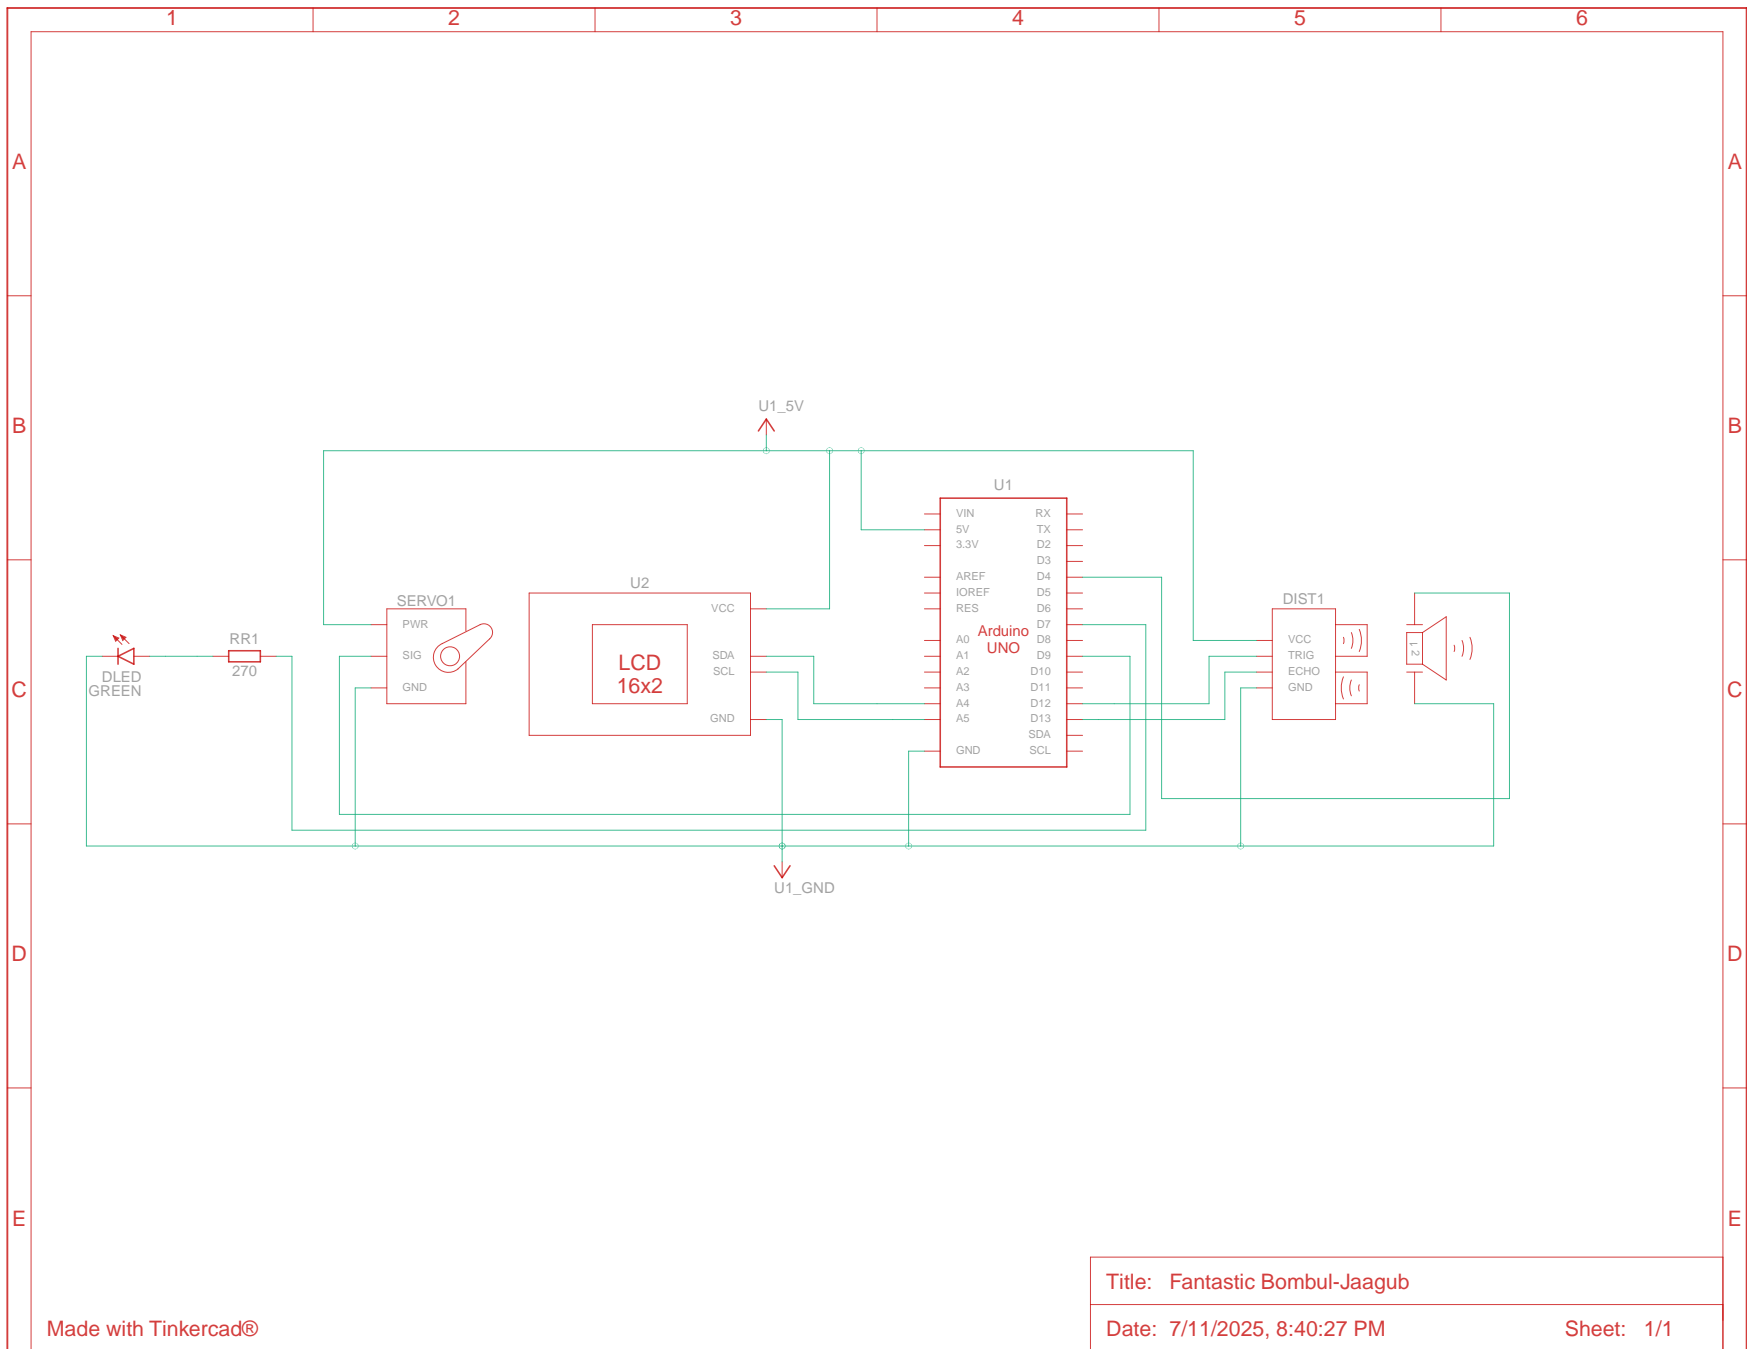 1 2 3 4 5 6
A A
B B
C C
D D
E E
U1_5V
U1
VIN RX
5V TX
3.3V D2
D3
AREF D4
IOREF D5
RES D6
D7
Arduino
UNO
A0 D8
A1 D9
A2 D10
A3 D11
A4 D12
A5 D13
SDA
GND SCL
SERVO1
PWR
SIG
GND
U2
VCC
SDA
SCL
GND
LCD
16x2
RR1
270
DLED
GREEN
DIST1
VCC
TRIG
ECHO
GND
1 2
U1_GND
Title: Fantastic Bombul-Jaagub
Date: 7/11/2025, 8:40:27 PM Sheet: 1/1
Made with Tinkercad®